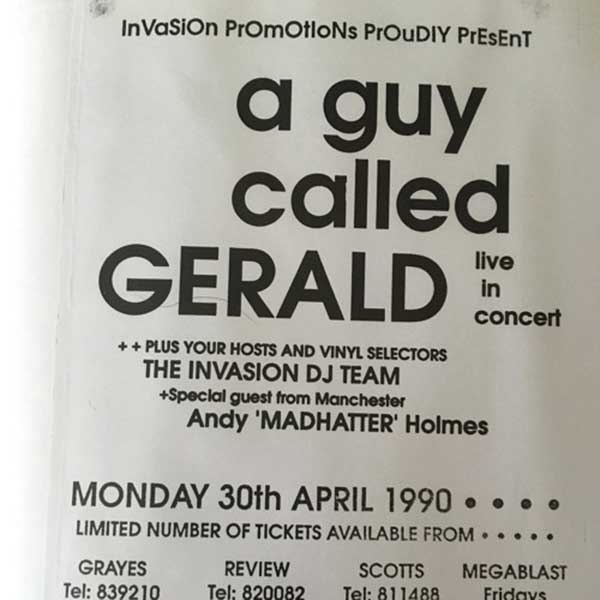 InVaSiOn PrOmOtIoNs PrOuDlY PrEsEnT
a guy
called
GERALD
live
in
concert
++ PLUS YOUR HOSTS AND VINYL SELECTORS
THE INVASION DJ TEAM
+Special guest from Manchester
Andy 'MADHATTER' Holmes
MONDAY 30th APRIL 1990 • • • •
LIMITED NUMBER OF TICKETS AVAILABLE FROM • • • • •
GRAYES REVIEW SCOTTS MEGABLAST
Tel: 839210 Tel: 820082 Tel: 811488 Fridays